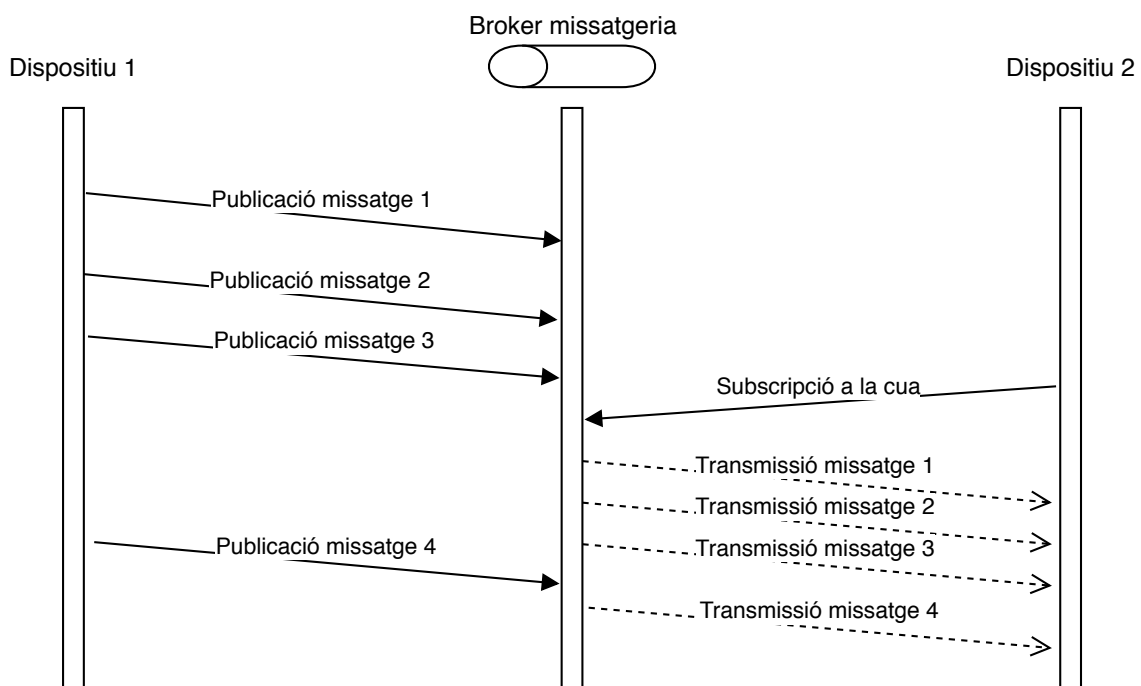 Broker missatgeria
Dispositiu 1
Dispositiu 2
Publicació missatge 1
Publicació missatge 2
Publicació missatge 3
Subscripció a la cua
Transmissió missatge 1
Transmissió missatge 2
Publicació missatge 4
Transmissió missatge 3
Transmissió missatge 4